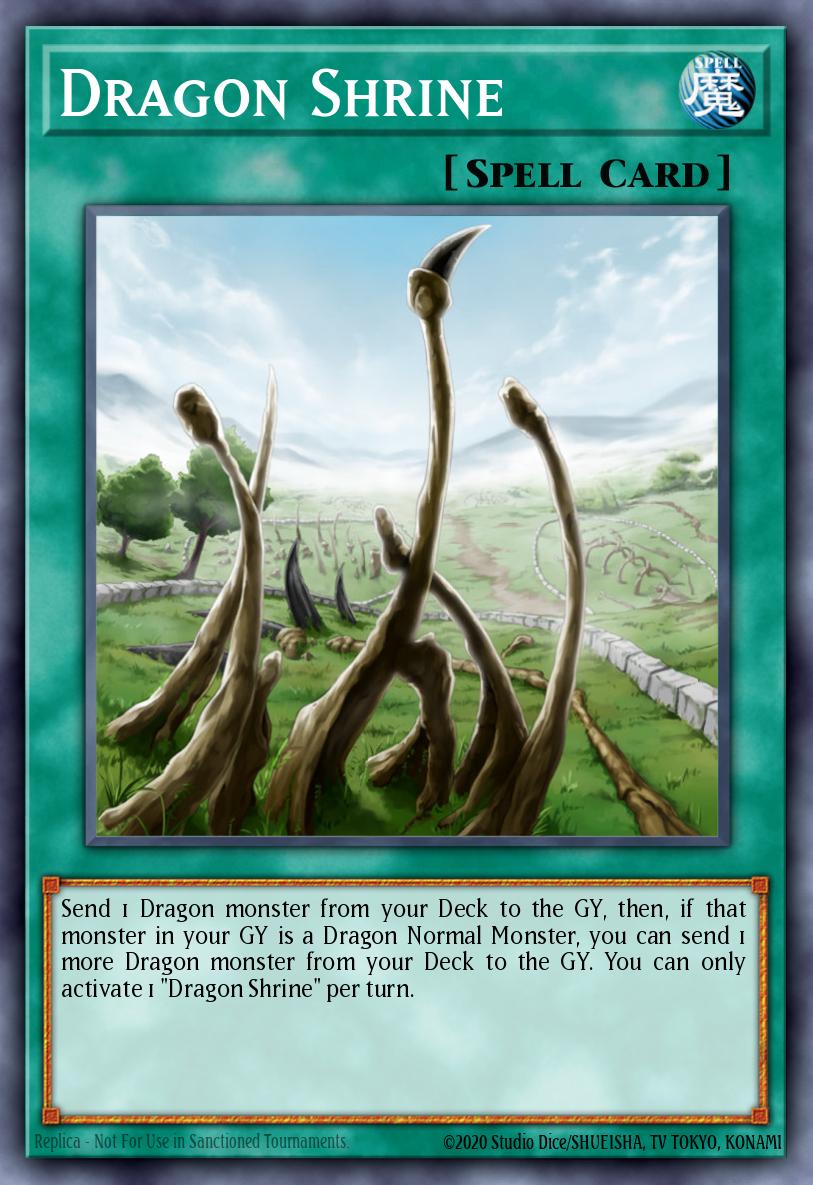 Dragon Shrine
SPELL
魔
[ Spell Card ]
Send 1 Dragon monster from your Deck to the GY, then, if that
monster in your GY is a Dragon Normal Monster, you can send 1
more Dragon monster from your Deck to the GY. You can only
activate 1 "Dragon Shrine" per turn.
Replica - Not For Use in Sanctioned Tournaments.
©2020 Studio Dice/SHUEISHA, TV TOKYO, KONAMI